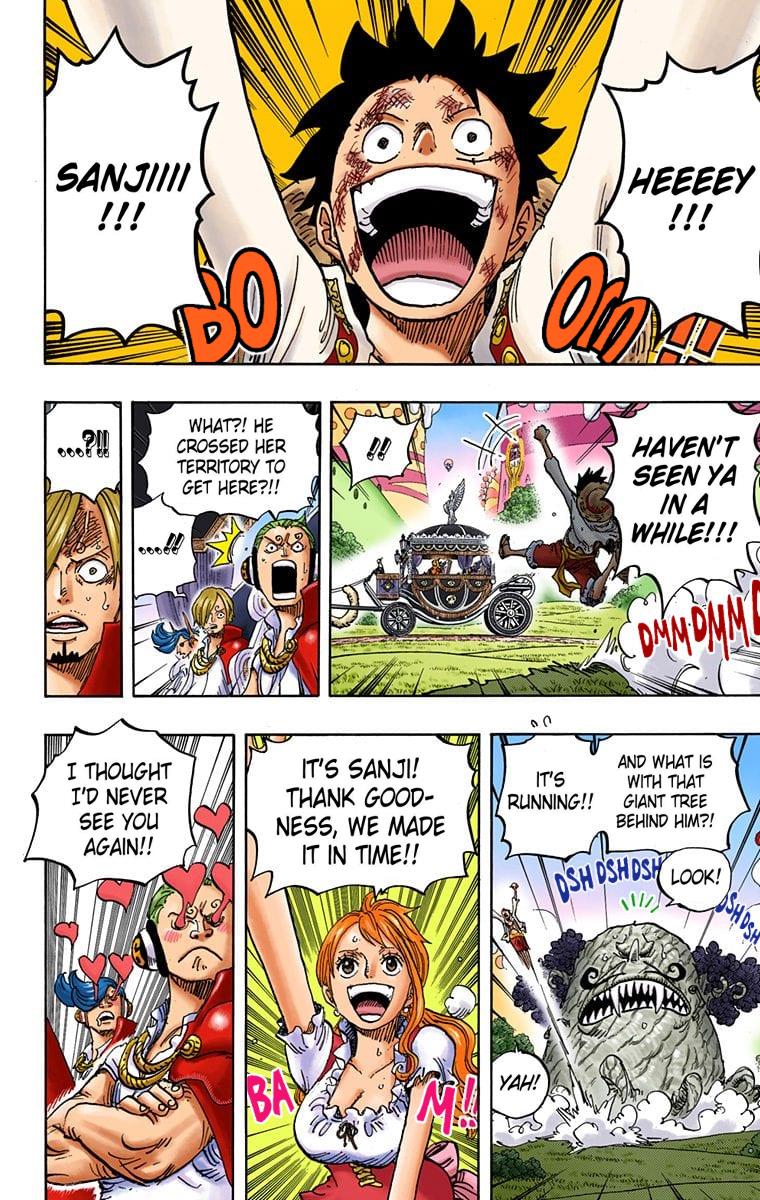 HEEEEY
!!!
SANJIIII
!!!
BO
OM
HAVEN'T
SEEN YA
IN A
WHILE!!!
!!
DMM DMM D
WHAT?! HE
CROSSED HER
TERRITORY TO
GET HERE?!!
....!!
....?!!
AND WHAT IS
WITH THAT
GIANT TREE
BEHIND HIM?!
IT'S
RUNNING!!
LOOK!
DSH DSH DSH
DSH DSH
YAH!
IT'S SANJI!
THANK GOOD-
NESS, WE MADE
IT IN TIME!!
BA
M!!
I THOUGHT
I'D NEVER
SEE YOU
AGAIN!!